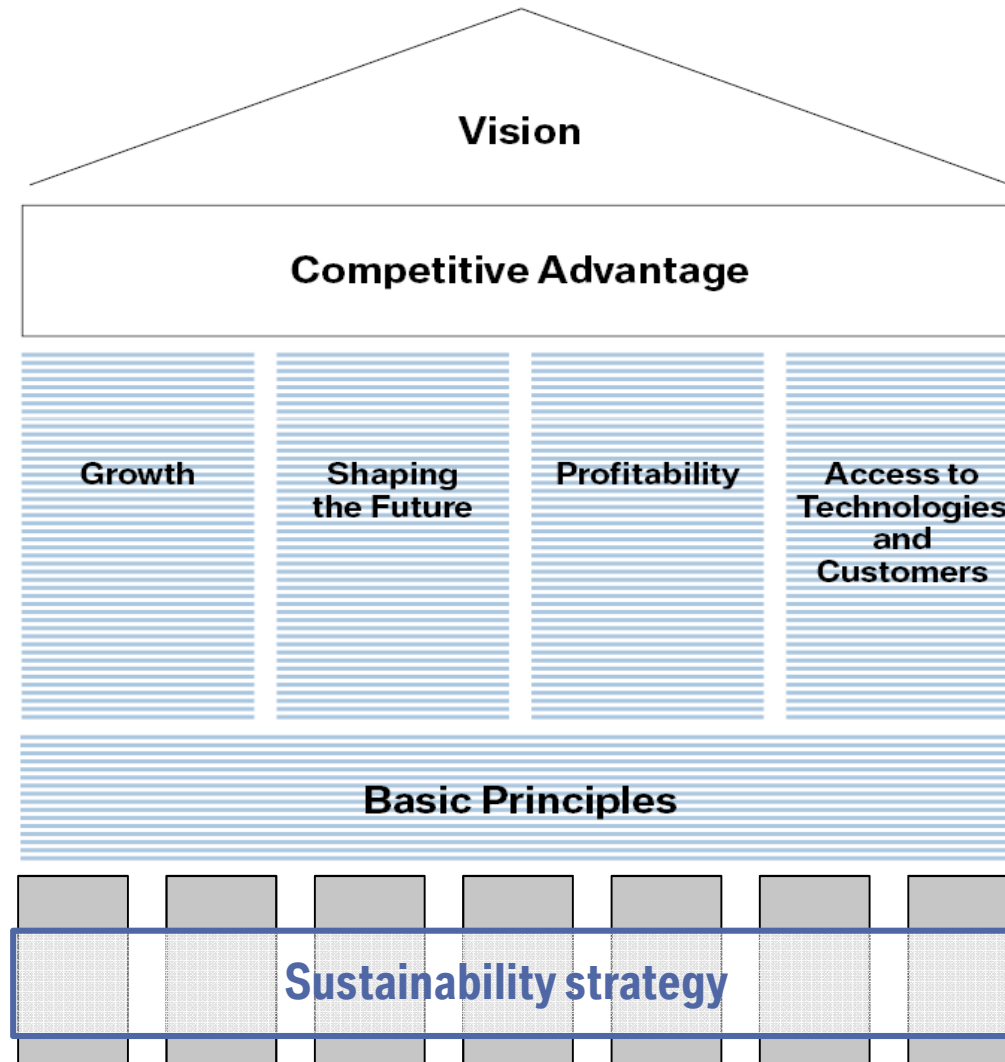 Vision
Competitive Advantage
Growth
Shaping
the Future
Profitability
Access to
Technologies
and
Customers
Basic Principles
Sustainability strategy